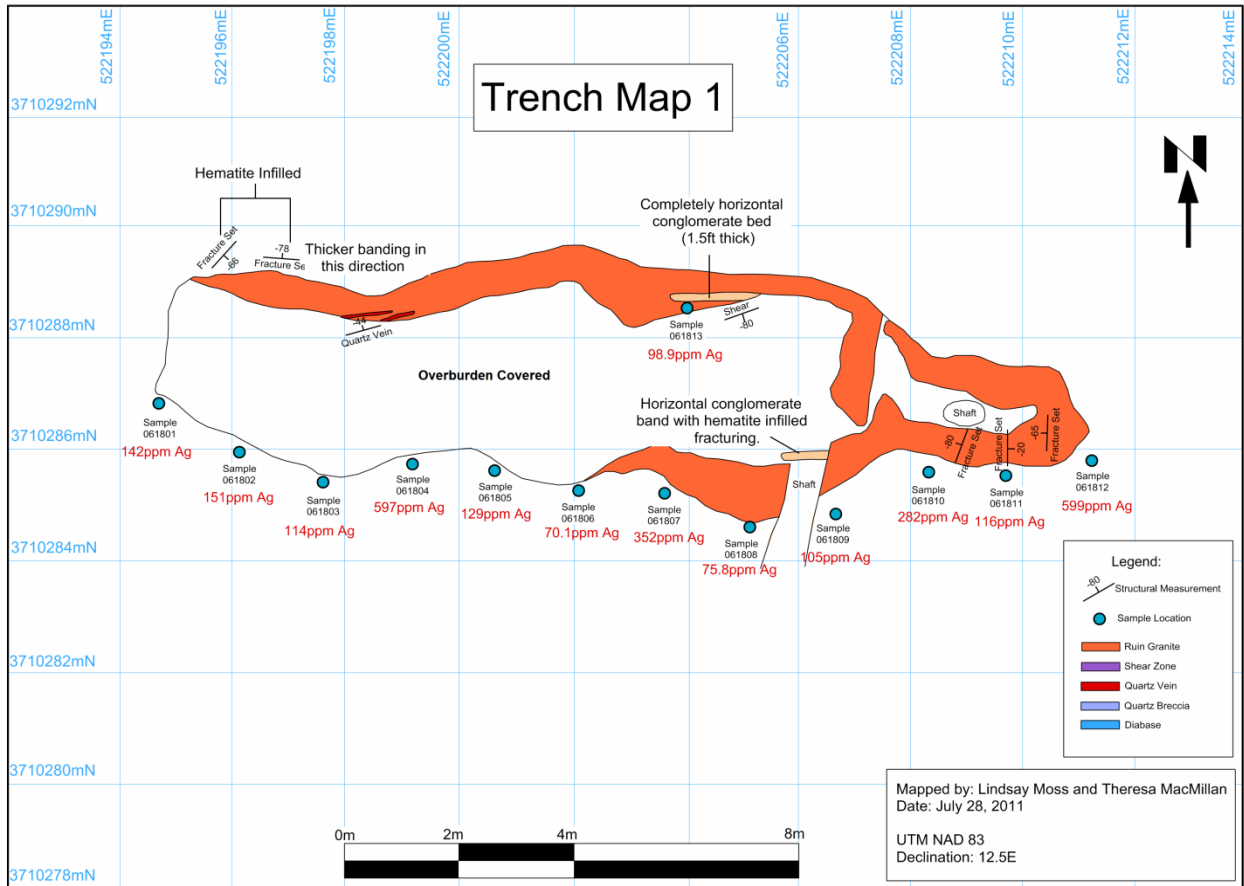 522194mE
522196mE
522198mE
522200mE
522206mE
522208mE
522210mE
522212mE
522214mE
Trench Map 1
3710292mN
3710290mN
3710288mN
3710286mN
3710284mN
3710282mN
3710280mN
3710278mN
N
Hematite Infilled
Fracture Set
-66
-78
Fracture Se
Thicker banding in
this direction
Completely horizontal
conglomerate bed
(1.5ft thick)
-44
Quartz Vein
Shear
-80
Sample
061813
98.9ppm Ag
Overburden Covered
Horizontal conglomerate
band with hematite infilled
fracturing.
Shaft
Shaft
-80
Fracture Set
Fracture Set
-20
-65
Fracture Set
Sample
061801
142ppm Ag
Sample
061802
151ppm Ag
Sample
061803
114ppm Ag
Sample
061804
597ppm Ag
Sample
061805
129ppm Ag
Sample
061806
70.1ppm Ag
Sample
061807
352ppm Ag
Sample
061808
75.8ppm Ag
Sample
061809
105ppm Ag
Sample
061810
282ppm Ag
Sample
061811
116ppm Ag
Sample
061812
599ppm Ag
Legend:
-80
Structural Measurement
Sample Location
Ruin Granite
Shear Zone
Quartz Vein
Quartz Breccia
Diabase
0m
2m
4m
8m
Mapped by: Lindsay Moss and Theresa MacMillan
Date: July 28, 2011
UTM NAD 83
Declination: 12.5E